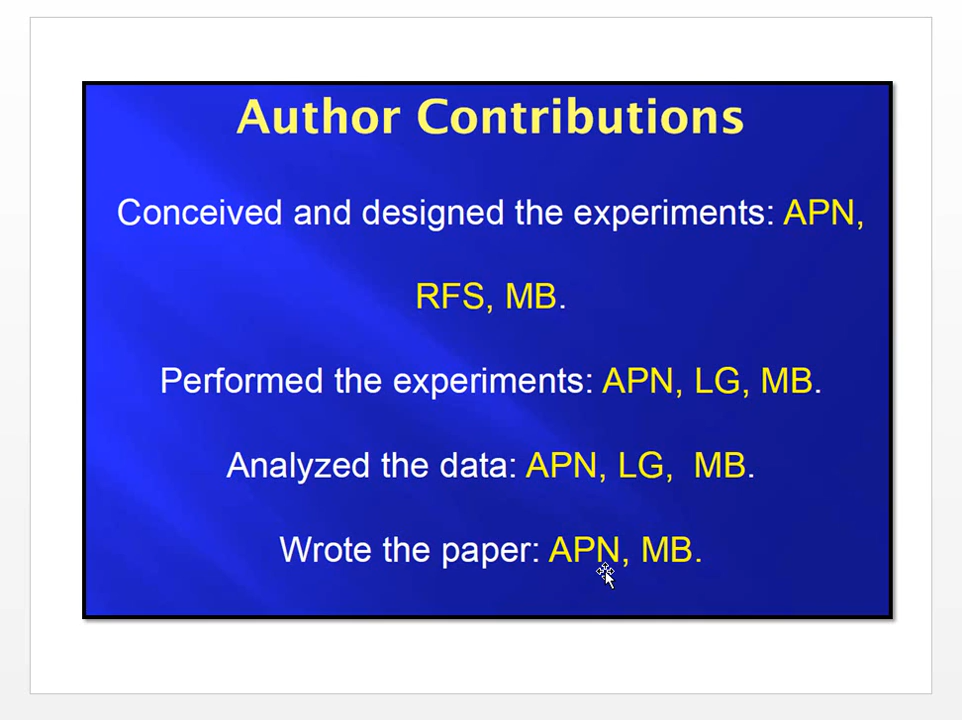 Author Contributions
Conceived and designed the experiments: APN,
RFS, MB.
Performed the experiments: APN, LG, MB.
Analyzed the data: APN, LG,  MB.
Wrote the paper: APN, MB.